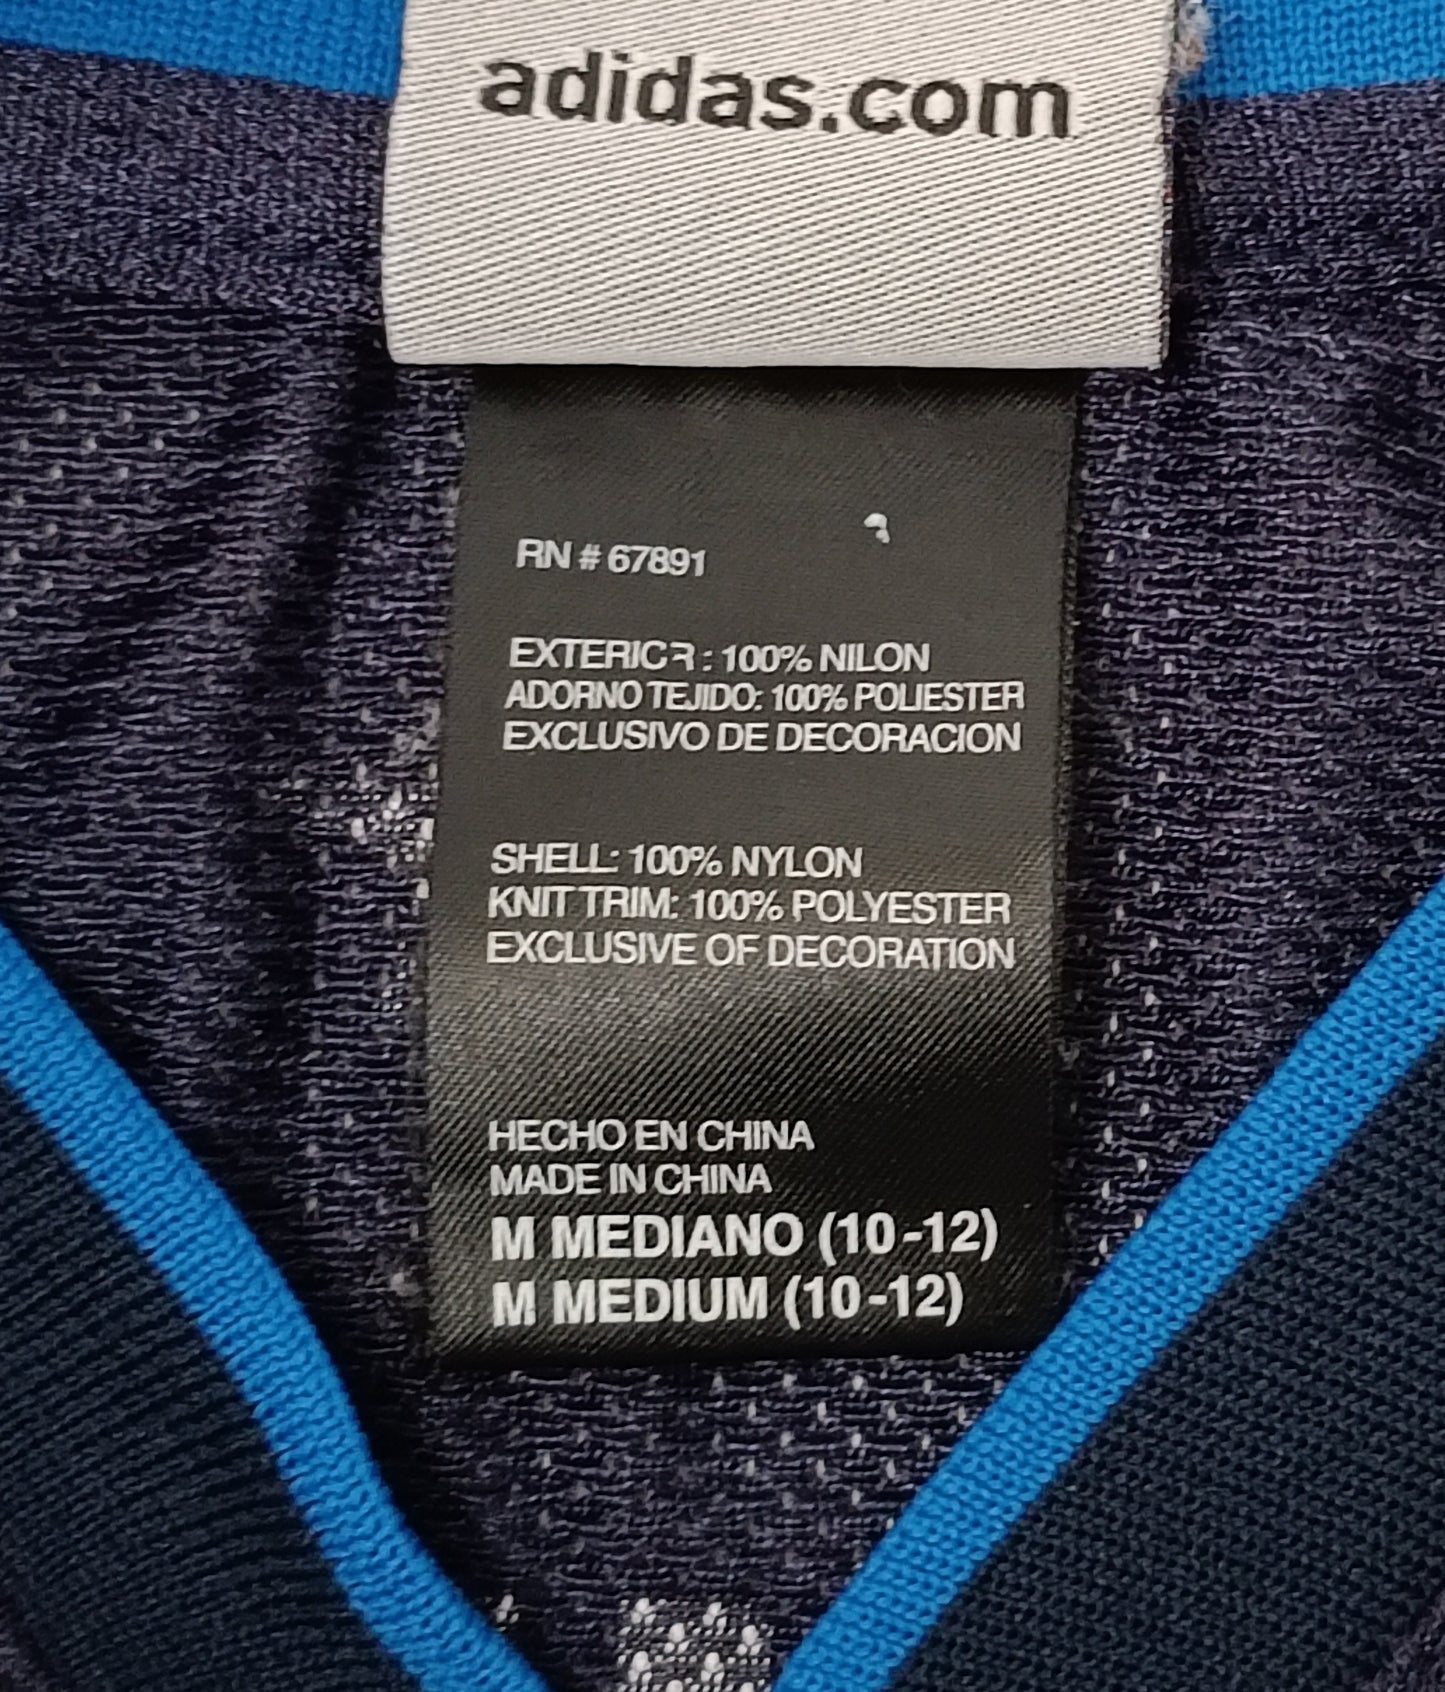 adidas.com
RN # 67891
EXTERIOR : 100% NILON
ADORNO TEJIDO: 100% POLIESTER
EXCLUSIVO DE DECORACION
SHELL: 100% NYLON
KNIT TRIM: 100% POLYESTER
EXCLUSIVE OF DECORATION
HECHO EN CHINA
MADE IN CHINA
M MEDIANO (10-12)
M MEDIUM (10-12)